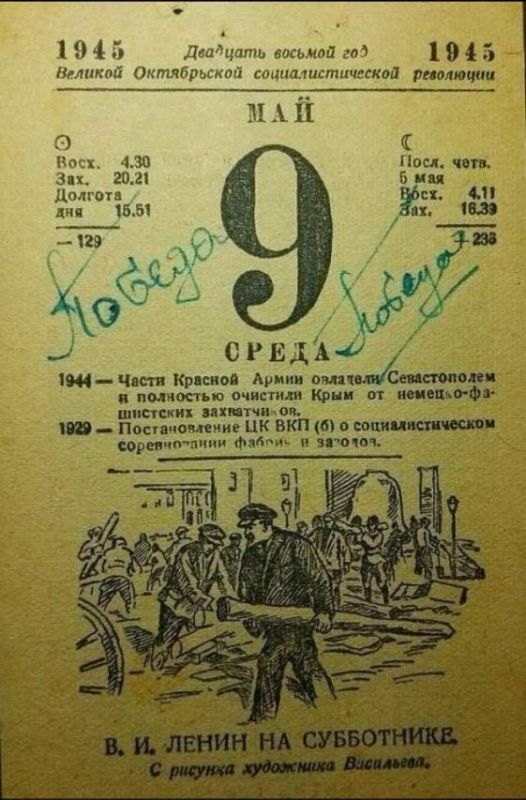 1945 Двадцать восьмой год 1945
Великой Октябрьской социалистической революции
МАЙ
Восх. 4.30
Зах. 20.21
Долгота
дня 15.51
— 129
9
☾
Посл. четв.
5 мая
Восх. 4.11
Зах. 16.39
+ 236
Победа
Победа
СРЕДА
1944 — Части Красной Армии овладели Севастополем
и полностью очистили Крым от немецко-фа-
шистских захватчиков.
1929 — Постановление ЦК ВКП (б) о социалистическом
соревновании фабрик и заводов.
В. И. ЛЕНИН НА СУББОТНИКЕ.
С рисунка художника Васильева.